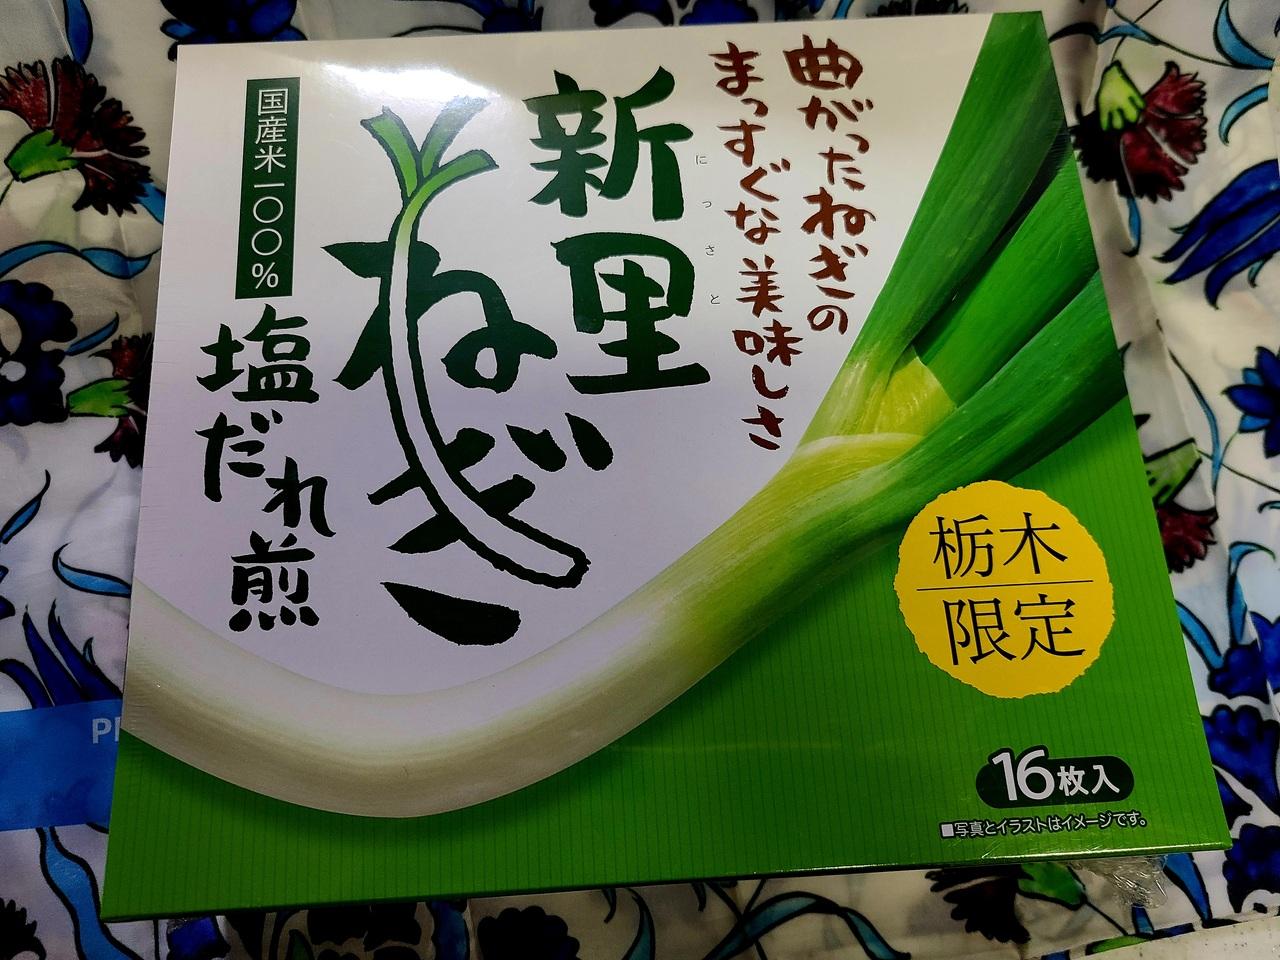 曲がったねぎの
まっすぐな美味しさ
にっさと
新里
ねぎ
国産米一〇〇%
塩だれ煎
栃木
限定
16枚入
■写真とイラストはイメージです。